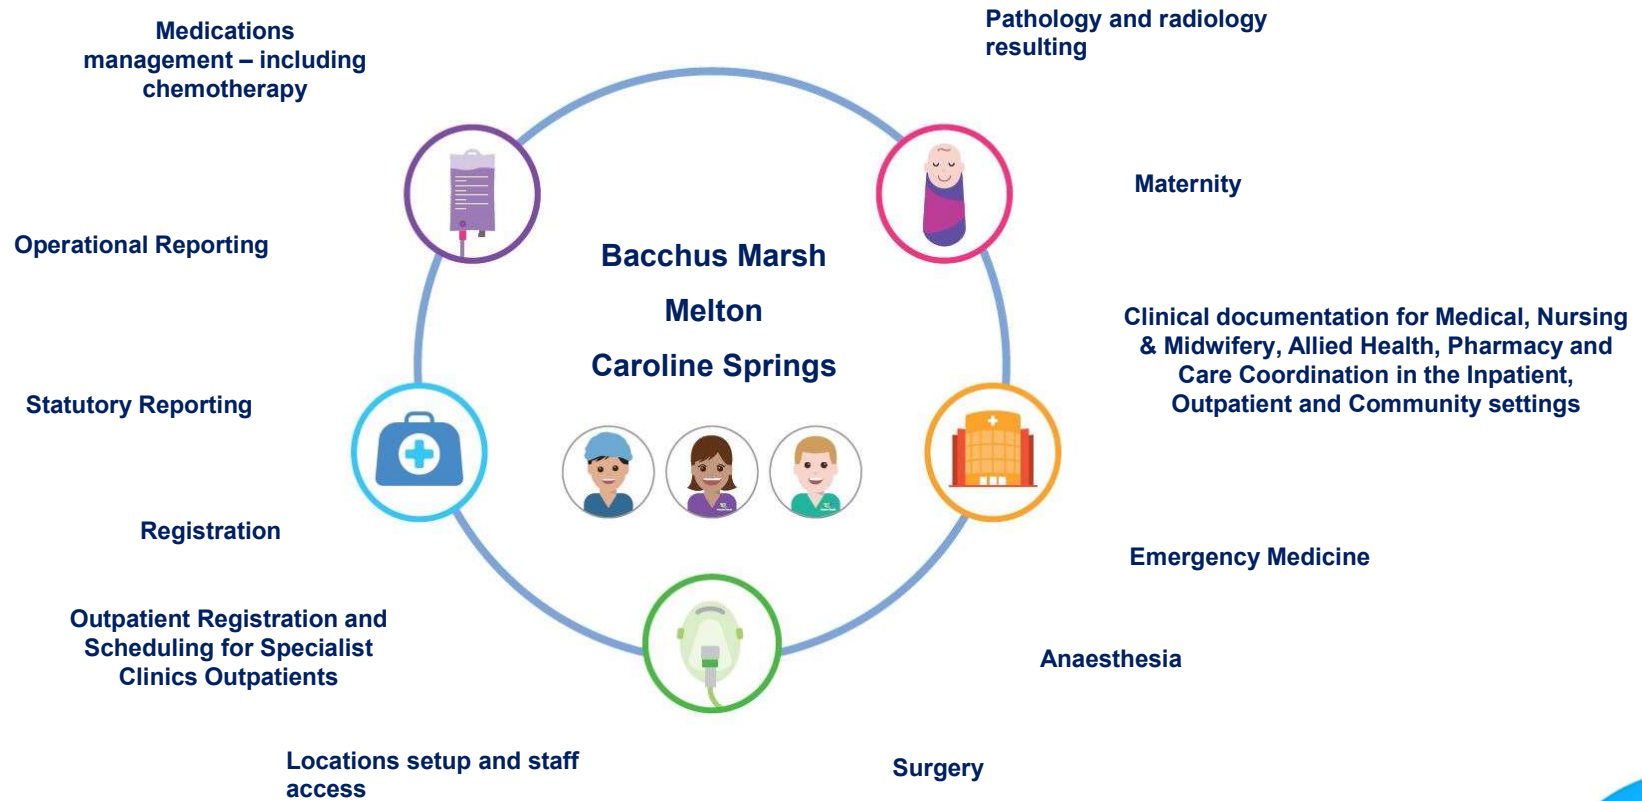 Medications
management – including
chemotherapy
Pathology and radiology
resulting
Maternity
Operational Reporting
Bacchus Marsh
Melton
Caroline Springs
Clinical documentation for Medical, Nursing
& Midwifery, Allied Health, Pharmacy and
Care Coordination in the Inpatient,
Outpatient and Community settings
Statutory Reporting
Registration
Emergency Medicine
Outpatient Registration and
Scheduling for Specialist
Clinics Outpatients
Anaesthesia
Locations setup and staff
access
Surgery